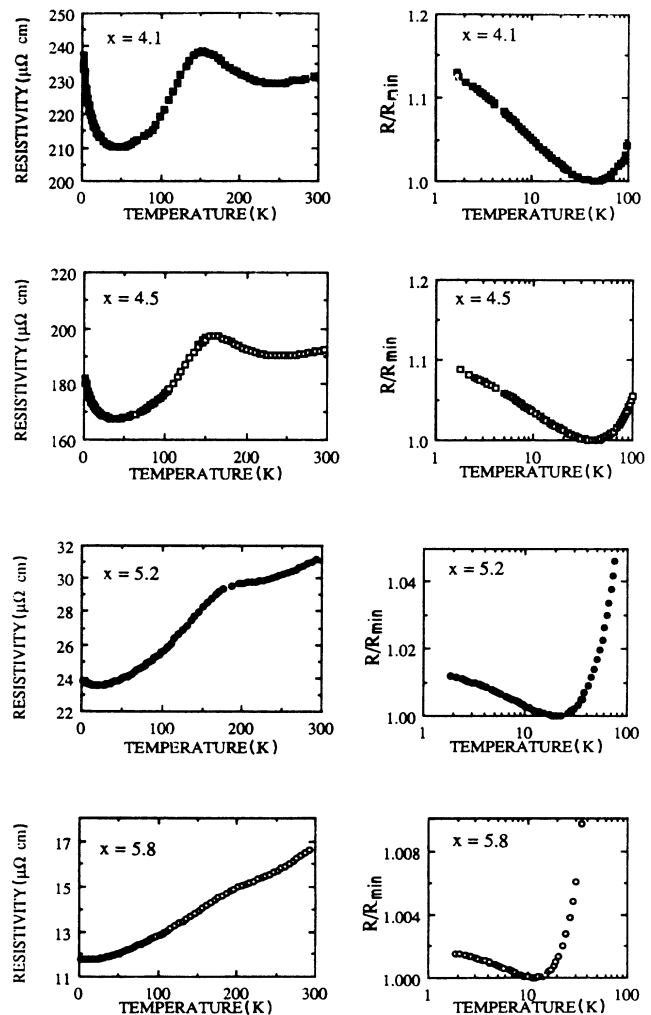 RESISTIVITY (μΩ cm)
250
240
230
220
210
200
x = 4.1
0
100
200
300
TEMPERATURE (K)
R/Rmin
1.2
1.1
1.0
x = 4.1
1
10
100
TEMPERATURE (K)
RESISTIVITY (μΩ cm)
220
200
180
160
x = 4.5
0
100
200
300
TEMPERATURE (K)
R/Rmin
1.2
1.1
1.0
x = 4.5
1
10
100
TEMPERATURE (K)
RESISTIVITY (μΩ cm)
32
30
28
26
24
22
x = 5.2
0
100
200
300
TEMPERATURE (K)
R/Rmin
1.04
1.02
1.00
x = 5.2
1
10
100
TEMPERATURE (K)
RESISTIVITY (μΩ cm)
17
15
13
11
x = 5.8
0
100
200
300
TEMPERATURE (K)
R/Rmin
1.008
1.004
1.000
x = 5.8
1
10
100
TEMPERATURE (K)